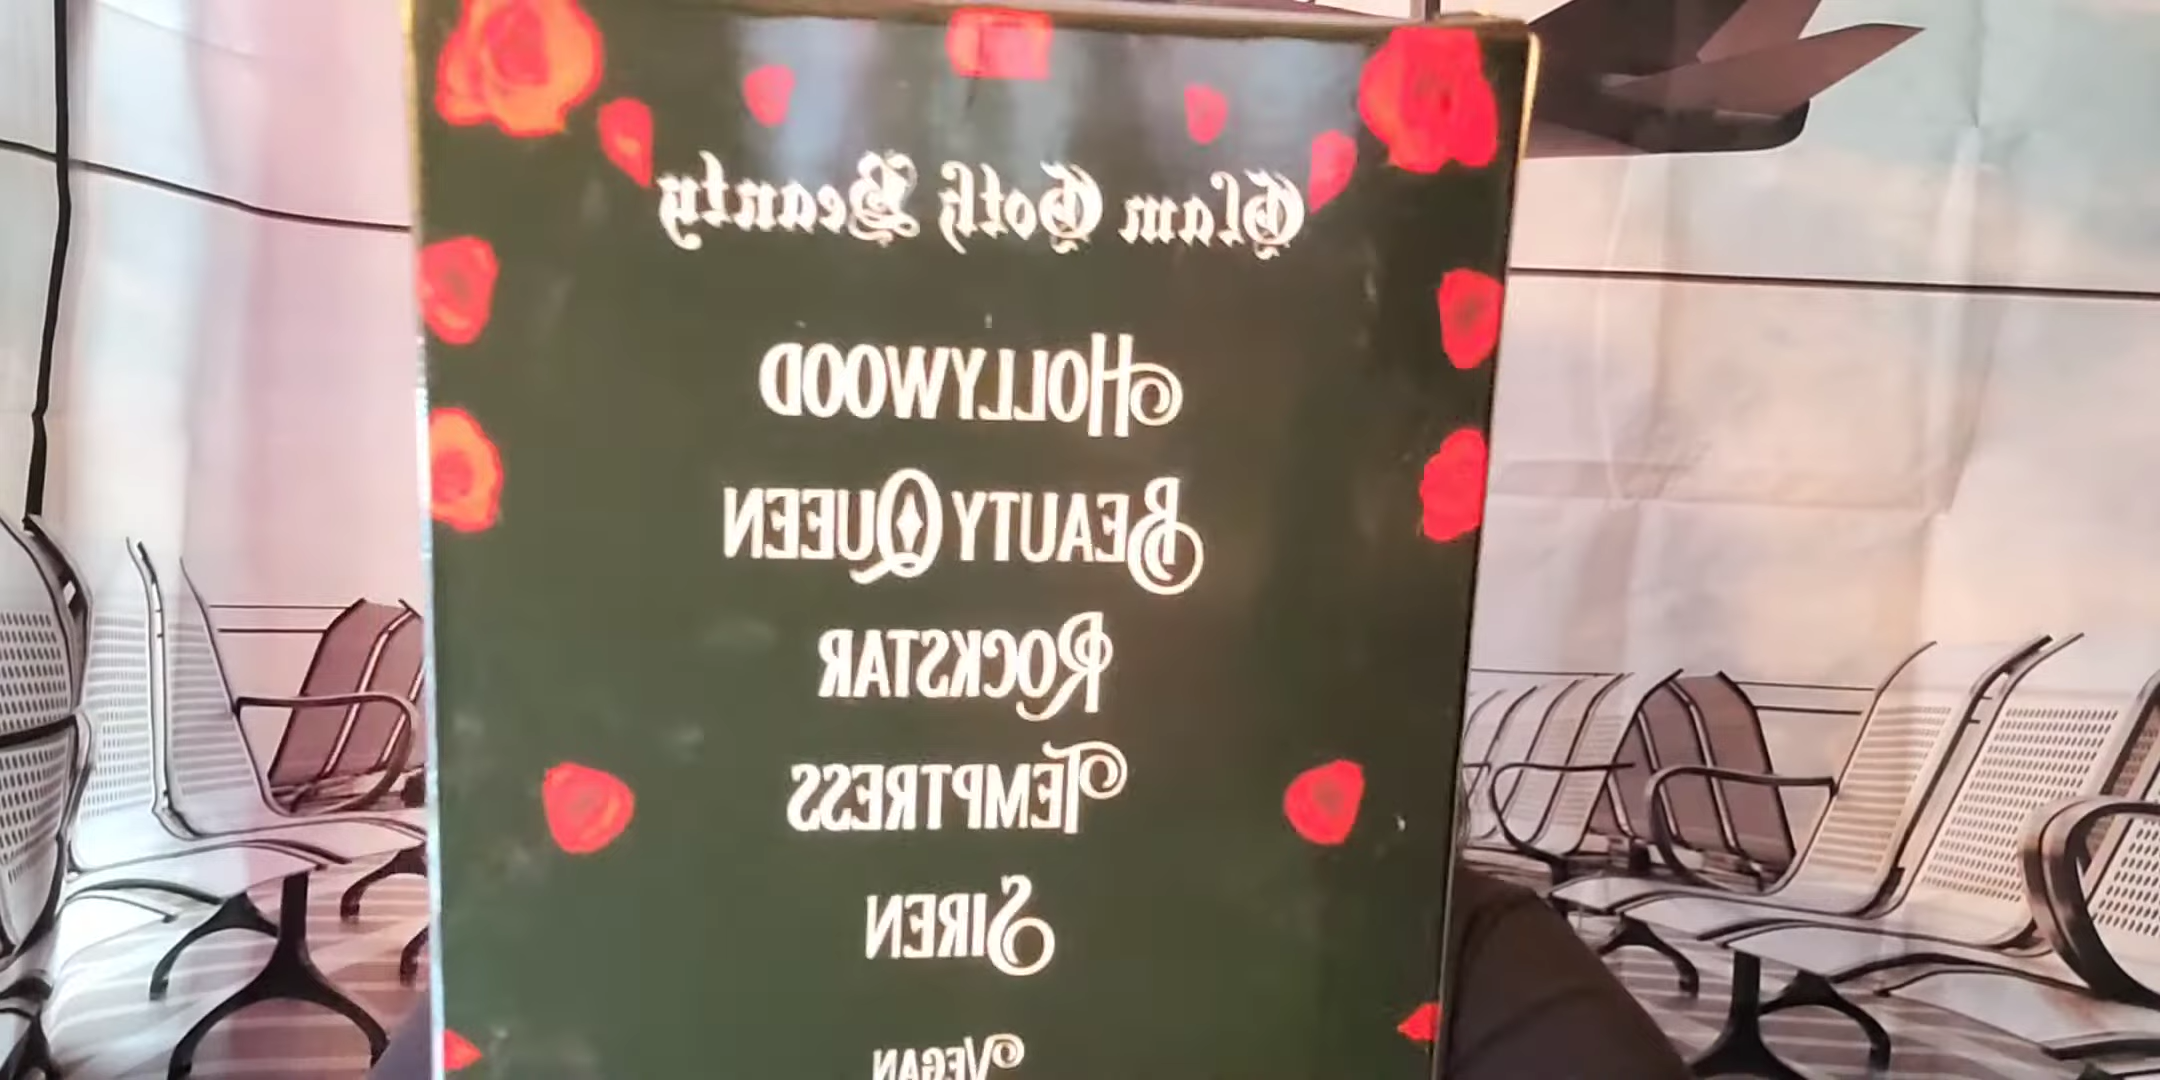 Glam Goth Beauty
HOLLYWOOD
BEAUTY QUEEN
ROCKSTAR
TEMPTRESS
SIREN
VEGAN